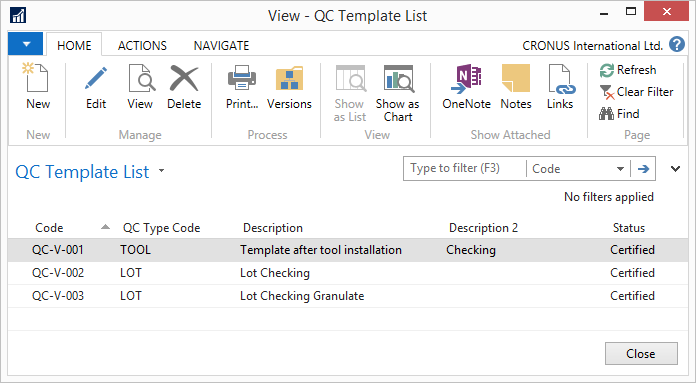 View - QC Template List
HOME ACTIONS NAVIGATE CRONUS International Ltd. ?
New Edit View Delete Print... Versions Show as List Show as Chart OneNote Notes Links Refresh
Clear Filter
Find
New Manage Process View Show Attached Page
QC Template List Type to filter (F3) Code
No filters applied
Code QC Type Code Description Description 2 Status
QC-V-001 TOOL Template after tool installation Checking Certified
QC-V-002 LOT Lot Checking Certified
QC-V-003 LOT Lot Checking Granulate Certified
Close